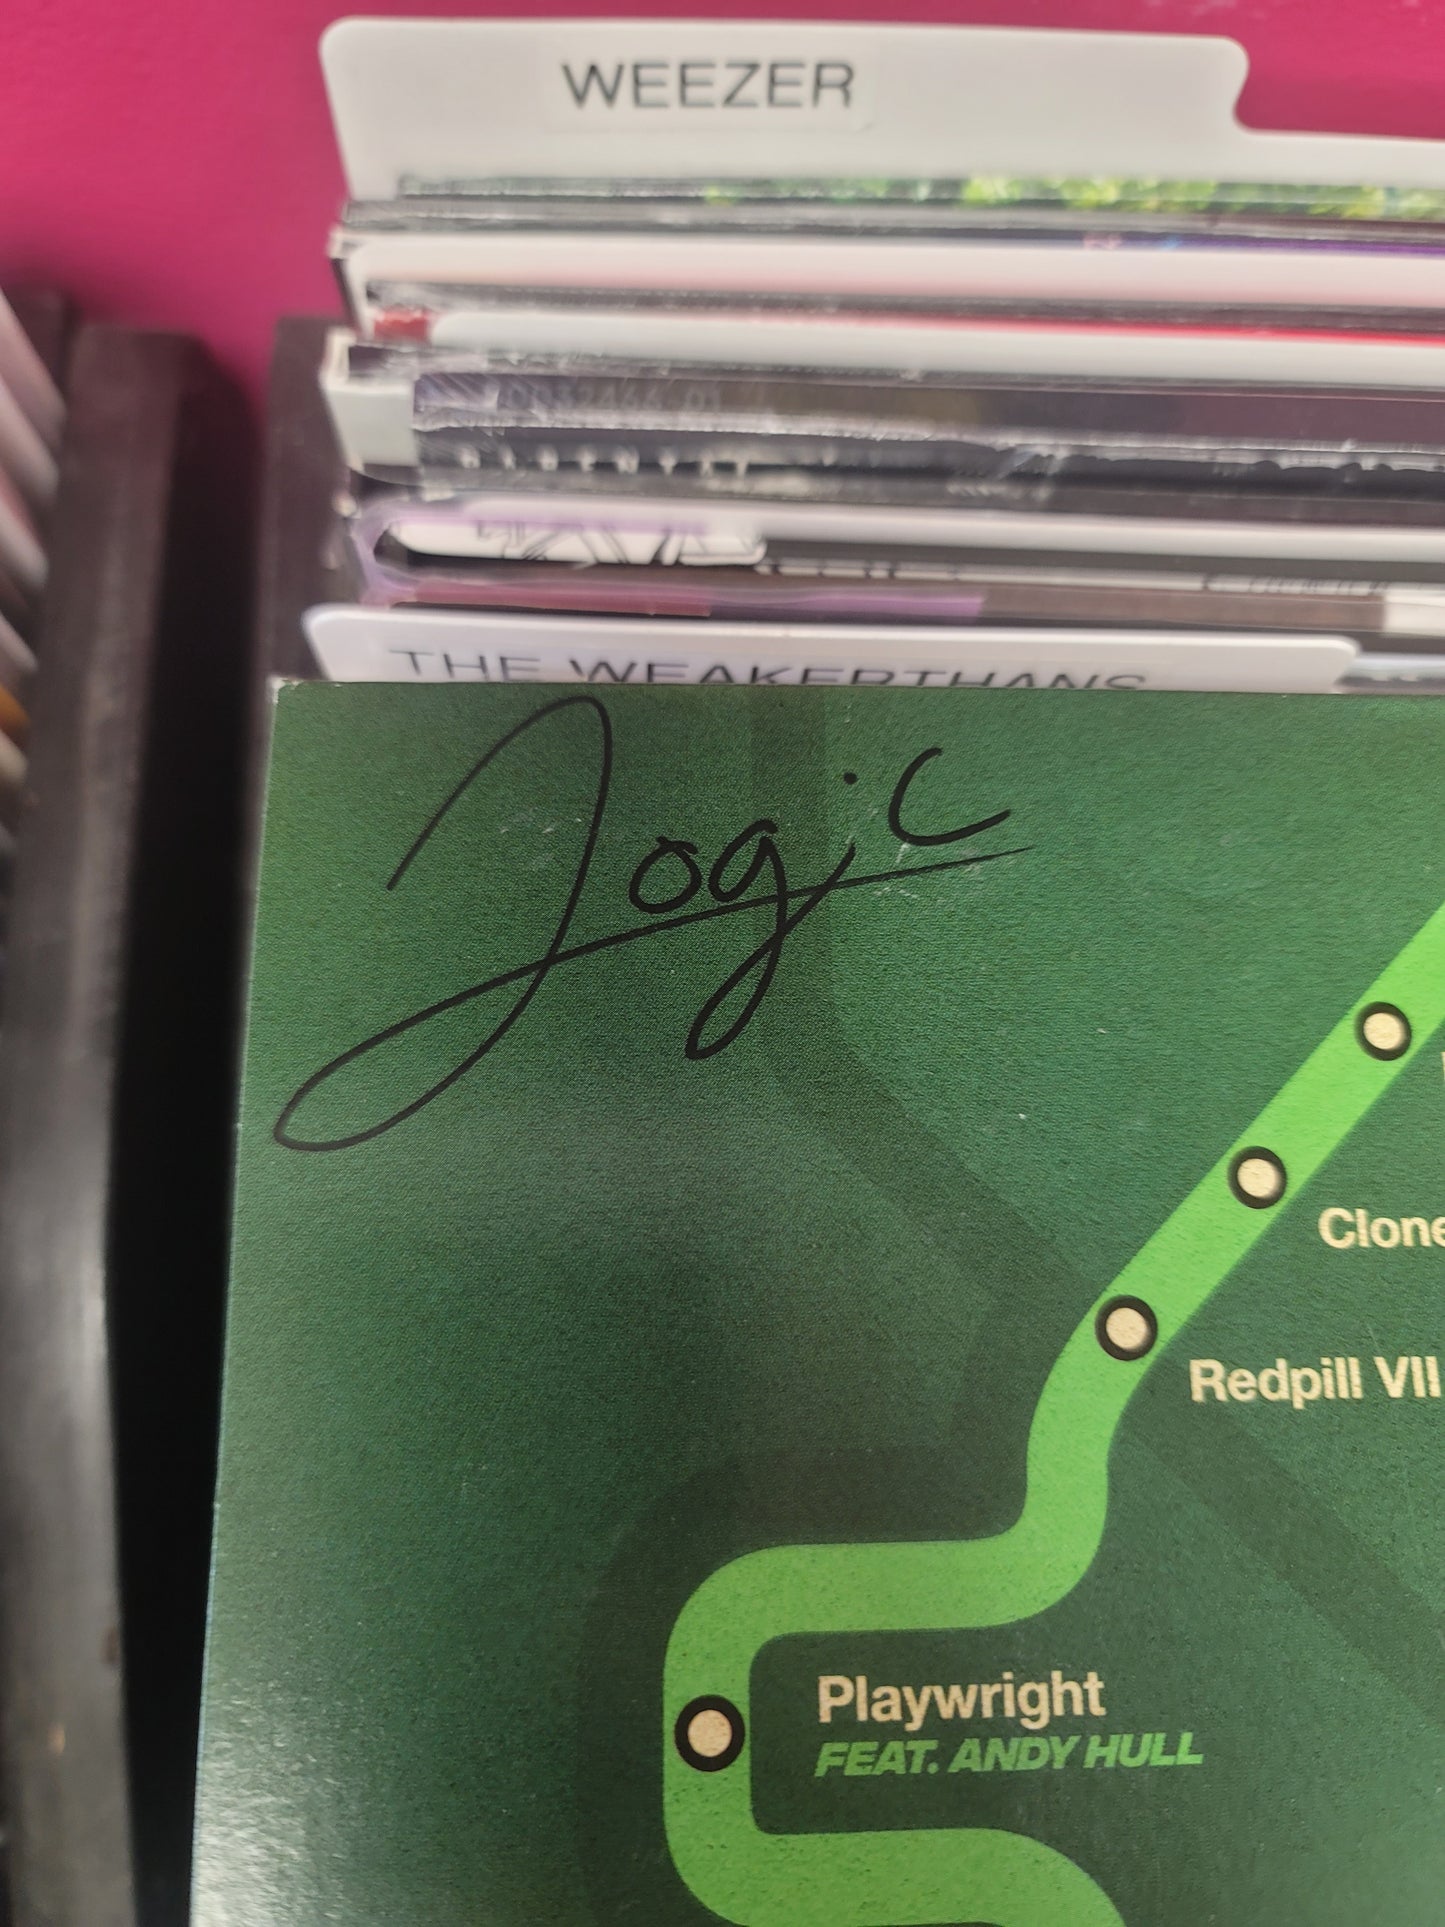 WEEZER
THE WEAKERTHANS
Logic
Clone
Redpill VII
Playwright
FEAT. ANDY HULL